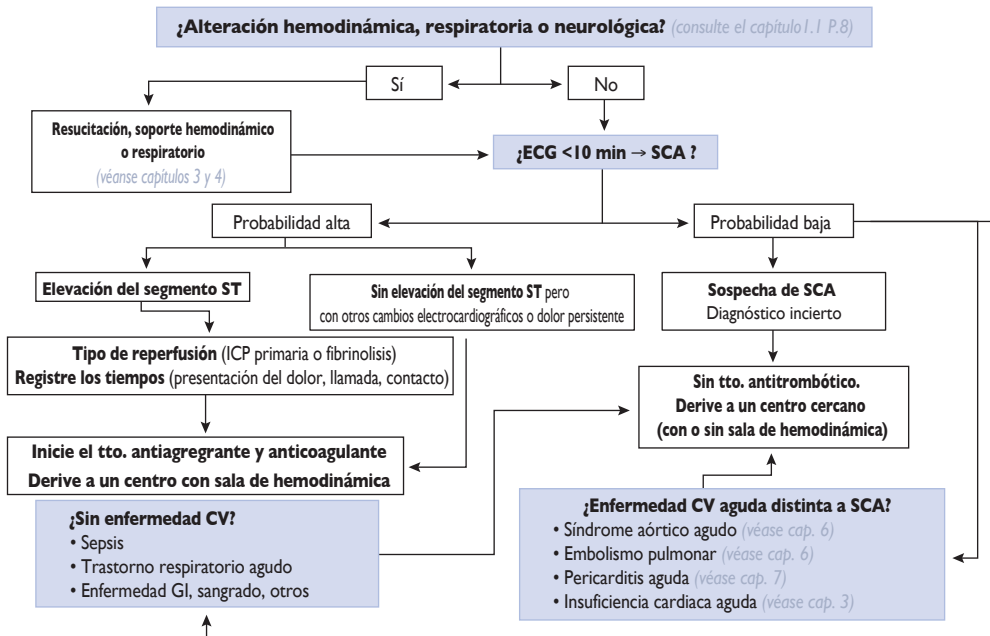 ¿Alteración hemodinámica, respiratoria o neurológica? (consulte el capítulo1.1 P.8)
Sí
No
Resucitación, soporte hemodinámico
o respiratorio
(véanse capítulos 3 y 4)
¿ECG <10 min → SCA ?
Probabilidad alta
Probabilidad baja
Elevación del segmento ST
Sin elevación del segmento ST pero
con otros cambios electrocardiográficos o dolor persistente
Sospecha de SCA
Diagnóstico incierto
Tipo de reperfusión (ICP primaria o fibrinolisis)
Registre los tiempos (presentación del dolor, llamada, contacto)
Sin tto. antitrombótico.
Derive a un centro cercano
(con o sin sala de hemodinámica)
Inicie el tto. antiagregrante y anticoagulante
Derive a un centro con sala de hemodinámica
¿Sin enfermedad CV?
• Sepsis
• Trastorno respiratorio agudo
• Enfermedad GI, sangrado, otros
¿Enfermedad CV aguda distinta a SCA?
• Síndrome aórtico agudo (véase cap. 6)
• Embolismo pulmonar (véase cap. 6)
• Pericarditis aguda (véase cap. 7)
• Insuficiencia cardiaca aguda (véase cap. 3)